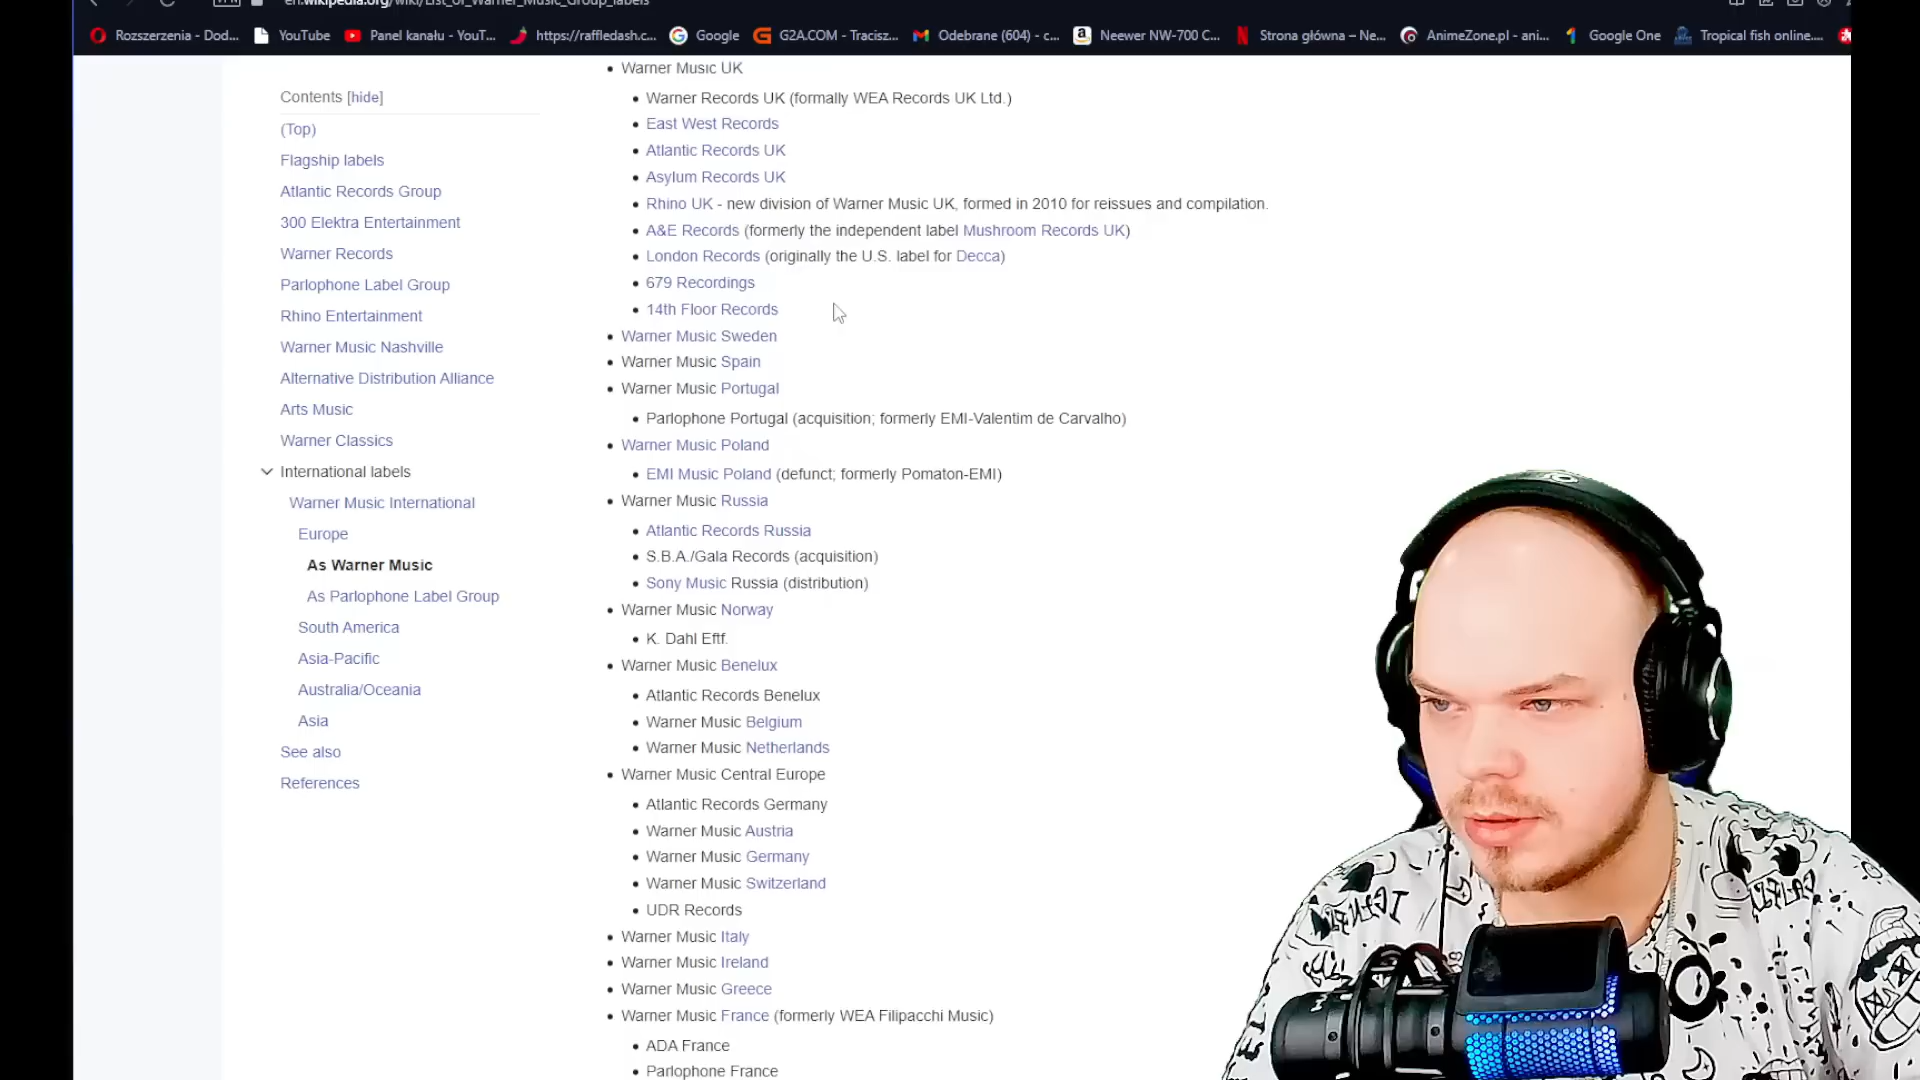 en.wikipedia.org/wiki/List_of_Warner_Music_Group_labels
Rozszerzenia - Dod...
YouTube
Panel kanału - YouT...
https://raffledash.c...
Google
G2A.COM - Tracisz...
Odebrane (604) - c...
Neewer NW-700 C...
Strona główna – Ne...
AnimeZone.pl - ani...
Google One
Tropical fish online....
Contents [hide]
(Top)
Flagship labels
Atlantic Records Group
300 Elektra Entertainment
Warner Records
Parlophone Label Group
Rhino Entertainment
Warner Music Nashville
Alternative Distribution Alliance
Arts Music
Warner Classics
International labels
Warner Music International
Europe
As Warner Music
As Parlophone Label Group
South America
Asia-Pacific
Australia/Oceania
Asia
See also
References
Warner Music UK
Warner Records UK (formally WEA Records UK Ltd.)
East West Records
Atlantic Records UK
Asylum Records UK
Rhino UK - new division of Warner Music UK, formed in 2010 for reissues and compilation.
A&E Records (formerly the independent label Mushroom Records UK)
London Records (originally the U.S. label for Decca)
679 Recordings
14th Floor Records
Warner Music Sweden
Warner Music Spain
Warner Music Portugal
Parlophone Portugal (acquisition; formerly EMI-Valentim de Carvalho)
Warner Music Poland
EMI Music Poland (defunct; formerly Pomaton-EMI)
Warner Music Russia
Atlantic Records Russia
S.B.A./Gala Records (acquisition)
Sony Music Russia (distribution)
Warner Music Norway
K. Dahl Eftf.
Warner Music Benelux
Atlantic Records Benelux
Warner Music Belgium
Warner Music Netherlands
Warner Music Central Europe
Atlantic Records Germany
Warner Music Austria
Warner Music Germany
Warner Music Switzerland
UDR Records
Warner Music Italy
Warner Music Ireland
Warner Music Greece
Warner Music France (formerly WEA Filipacchi Music)
ADA France
Parlophone France